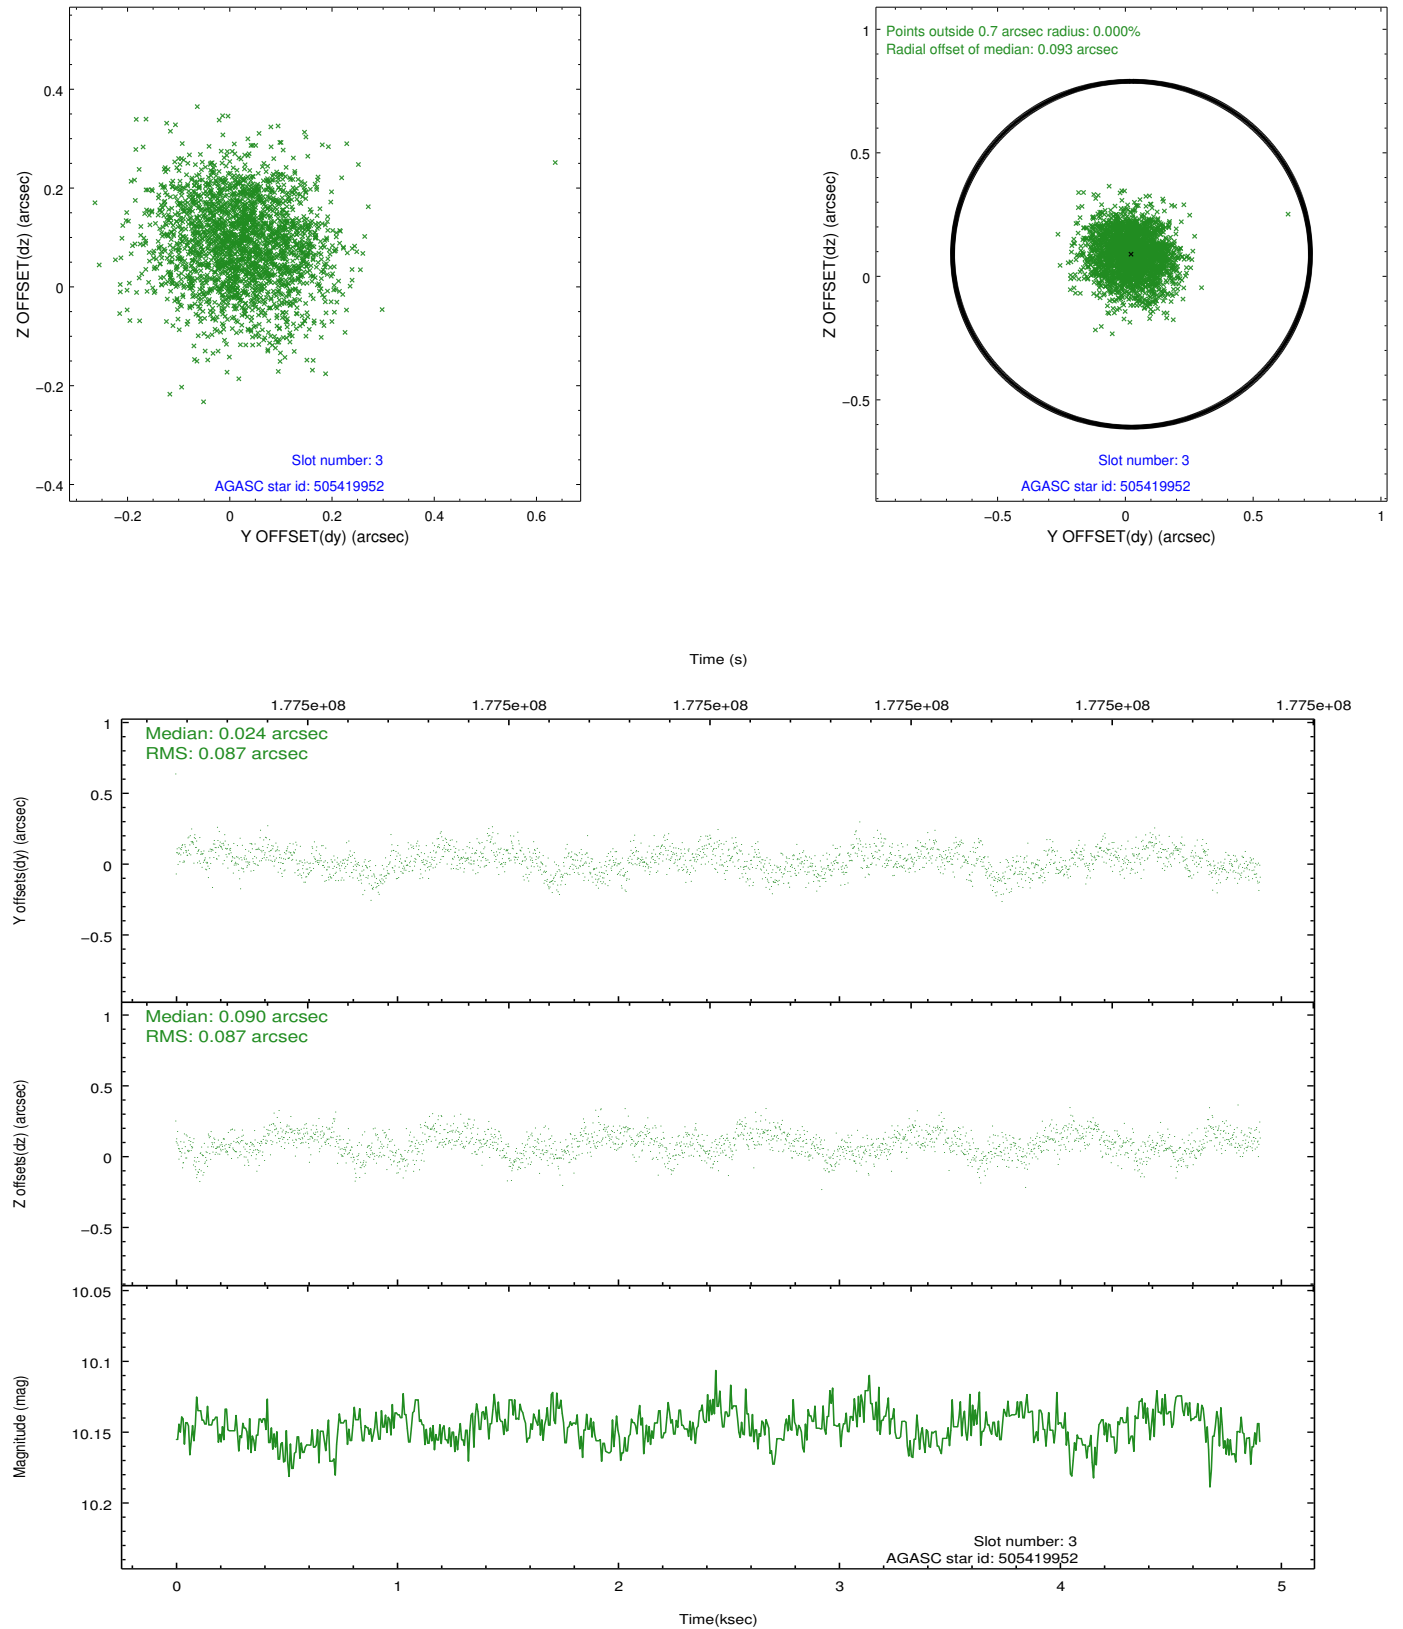 0.4
0.2
0
−0.2
−0.4
Z OFFSET(dz) (arcsec)
Slot number: 3
AGASC star id: 505419952
−0.2 0 0.2 0.4 0.6
Y OFFSET(dy) (arcsec)
Points outside 0.7 arcsec radius: 0.000%
Radial offset of median: 0.093 arcsec
1
0.5
0
−0.5
Z OFFSET(dz) (arcsec)
Slot number: 3
AGASC star id: 505419952
−0.5 0 0.5 1
Y OFFSET(dy) (arcsec)
Time (s)
1.775e+08 1.775e+08 1.775e+08 1.775e+08 1.775e+08 1.775e+08
Median: 0.024 arcsec
RMS: 0.087 arcsec
1
0.5
0
−0.5
Y offsets(dy) (arcsec)
Median: 0.090 arcsec
RMS: 0.087 arcsec
1
0.5
0
−0.5
Z offsets(dz) (arcsec)
10.05
10.1
10.15
10.2
Magnitude (mag)
Slot number: 3
AGASC star id: 505419952
0 1 2 3 4 5
Time(ksec)